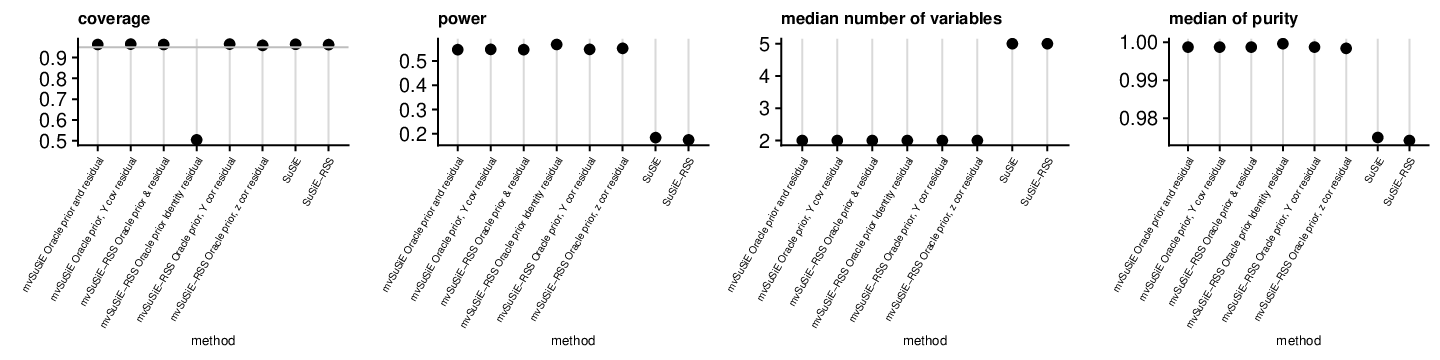 coverage
0.9
0.8
0.7
0.6
0.5
mvSuSiE Oracle prior and residual
mvSuSiE Oracle prior, Y cov residual
mvSuSiE−RSS Oracle prior & residual
mvSuSiE−RSS Oracle prior Identity residual
mvSuSiE−RSS Oracle prior, Y cor residual
mvSuSiE−RSS Oracle prior, z cor residual
SuSiE
SuSiE−RSS
method
power
0.5
0.4
0.3
0.2
mvSuSiE Oracle prior and residual
mvSuSiE Oracle prior, Y cov residual
mvSuSiE−RSS Oracle prior & residual
mvSuSiE−RSS Oracle prior Identity residual
mvSuSiE−RSS Oracle prior, Y cor residual
mvSuSiE−RSS Oracle prior, z cor residual
SuSiE
SuSiE−RSS
method
median number of variables
5
4
3
2
mvSuSiE Oracle prior and residual
mvSuSiE Oracle prior, Y cov residual
mvSuSiE−RSS Oracle prior & residual
mvSuSiE−RSS Oracle prior Identity residual
mvSuSiE−RSS Oracle prior, Y cor residual
mvSuSiE−RSS Oracle prior, z cor residual
SuSiE
SuSiE−RSS
method
median of purity
1.00
0.99
0.98
mvSuSiE Oracle prior and residual
mvSuSiE Oracle prior, Y cov residual
mvSuSiE−RSS Oracle prior & residual
mvSuSiE−RSS Oracle prior Identity residual
mvSuSiE−RSS Oracle prior, Y cor residual
mvSuSiE−RSS Oracle prior, z cor residual
SuSiE
SuSiE−RSS
method